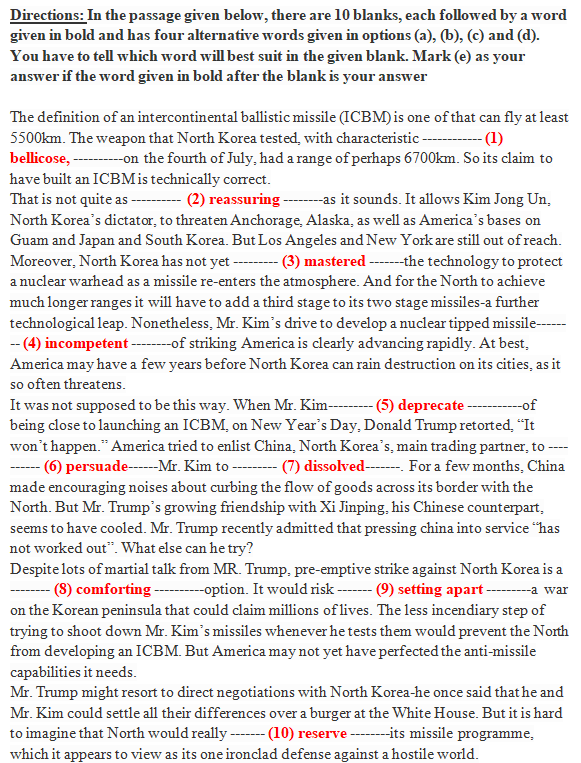 Directions: In the passage given below, there are 10 blanks, each followed by a word
given in bold and has four alternative words given in options (a), (b), (c) and (d).
You have to tell which word will best suit in the given blank. Mark (e) as your
answer if the word given in bold after the blank is your answer
The definition of an intercontinental ballistic missile (ICBM) is one of that can fly at least
5500km. The weapon that North Korea tested, with characteristic ------------ (1)
bellicose, ----------on the fourth of July, had a range of perhaps 6700km. So its claim to
have built an ICBM is technically correct.
That is not quite as ---------- (2) reassuring --------as it sounds. It allows Kim Jong Un,
North Korea's dictator, to threaten Anchorage, Alaska, as well as America's bases on
Guam and Japan and South Korea. But Los Angeles and New York are still out of reach.
Moreover, North Korea has not yet --------- (3) mastered -------the technology to protect
a nuclear warhead as a missile re-enters the atmosphere. And for the North to achieve
much longer ranges it will have to add a third stage to its two stage missiles-a further
technological leap. Nonetheless, Mr. Kim's drive to develop a nuclear tipped missile------
-- (4) incompetent --------of striking America is clearly advancing rapidly. At best,
America may have a few years before North Korea can rain destruction on its cities, as it
so often threatens.
It was not supposed to be this way. When Mr. Kim--------- (5) deprecate -----------of
being close to launching an ICBM, on New Year's Day, Donald Trump retorted, "It
won't happen." America tried to enlist China, North Korea's, main trading partner, to ----
------ (6) persuade------Mr. Kim to --------- (7) dissolved-------. For a few months, China
made encouraging noises about curbing the flow of goods across its border with the
North. But Mr. Trump's growing friendship with Xi Jinping, his Chinese counterpart,
seems to have cooled. Mr. Trump recently admitted that pressing china into service "has
not worked out". What else can he try?
Despite lots of martial talk from MR. Trump, pre-emptive strike against North Korea is a
-------- (8) comforting ----------option. It would risk ------- (9) setting apart ---------a war
on the Korean peninsula that could claim millions of lives. The less incendiary step of
trying to shoot down Mr. Kim's missiles whenever he tests them would prevent the North
from developing an ICBM. But America may not yet have perfected the anti-missile
capabilities it needs.
Mr. Trump might resort to direct negotiations with North Korea-he once said that he and
Mr. Kim could settle all their differences over a burger at the White House. But it is hard
to imagine that North would really ------- (10) reserve --------its missile programme,
which it appears to view as its one ironclad defense against a hostile world.